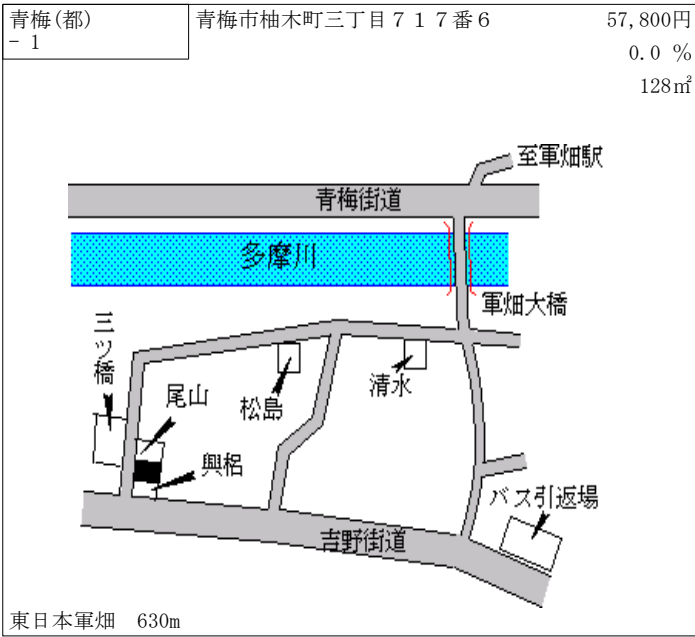 青梅(都)
- 1
青梅市柚木町三丁目７１７番６
57,800円
0.0 %
128㎡
至軍畑駅
青梅街道
多摩川
軍畑大橋
三ツ橋
尾山
松島
清水
興梠
バス引返場
吉野街道
東日本軍畑 630m